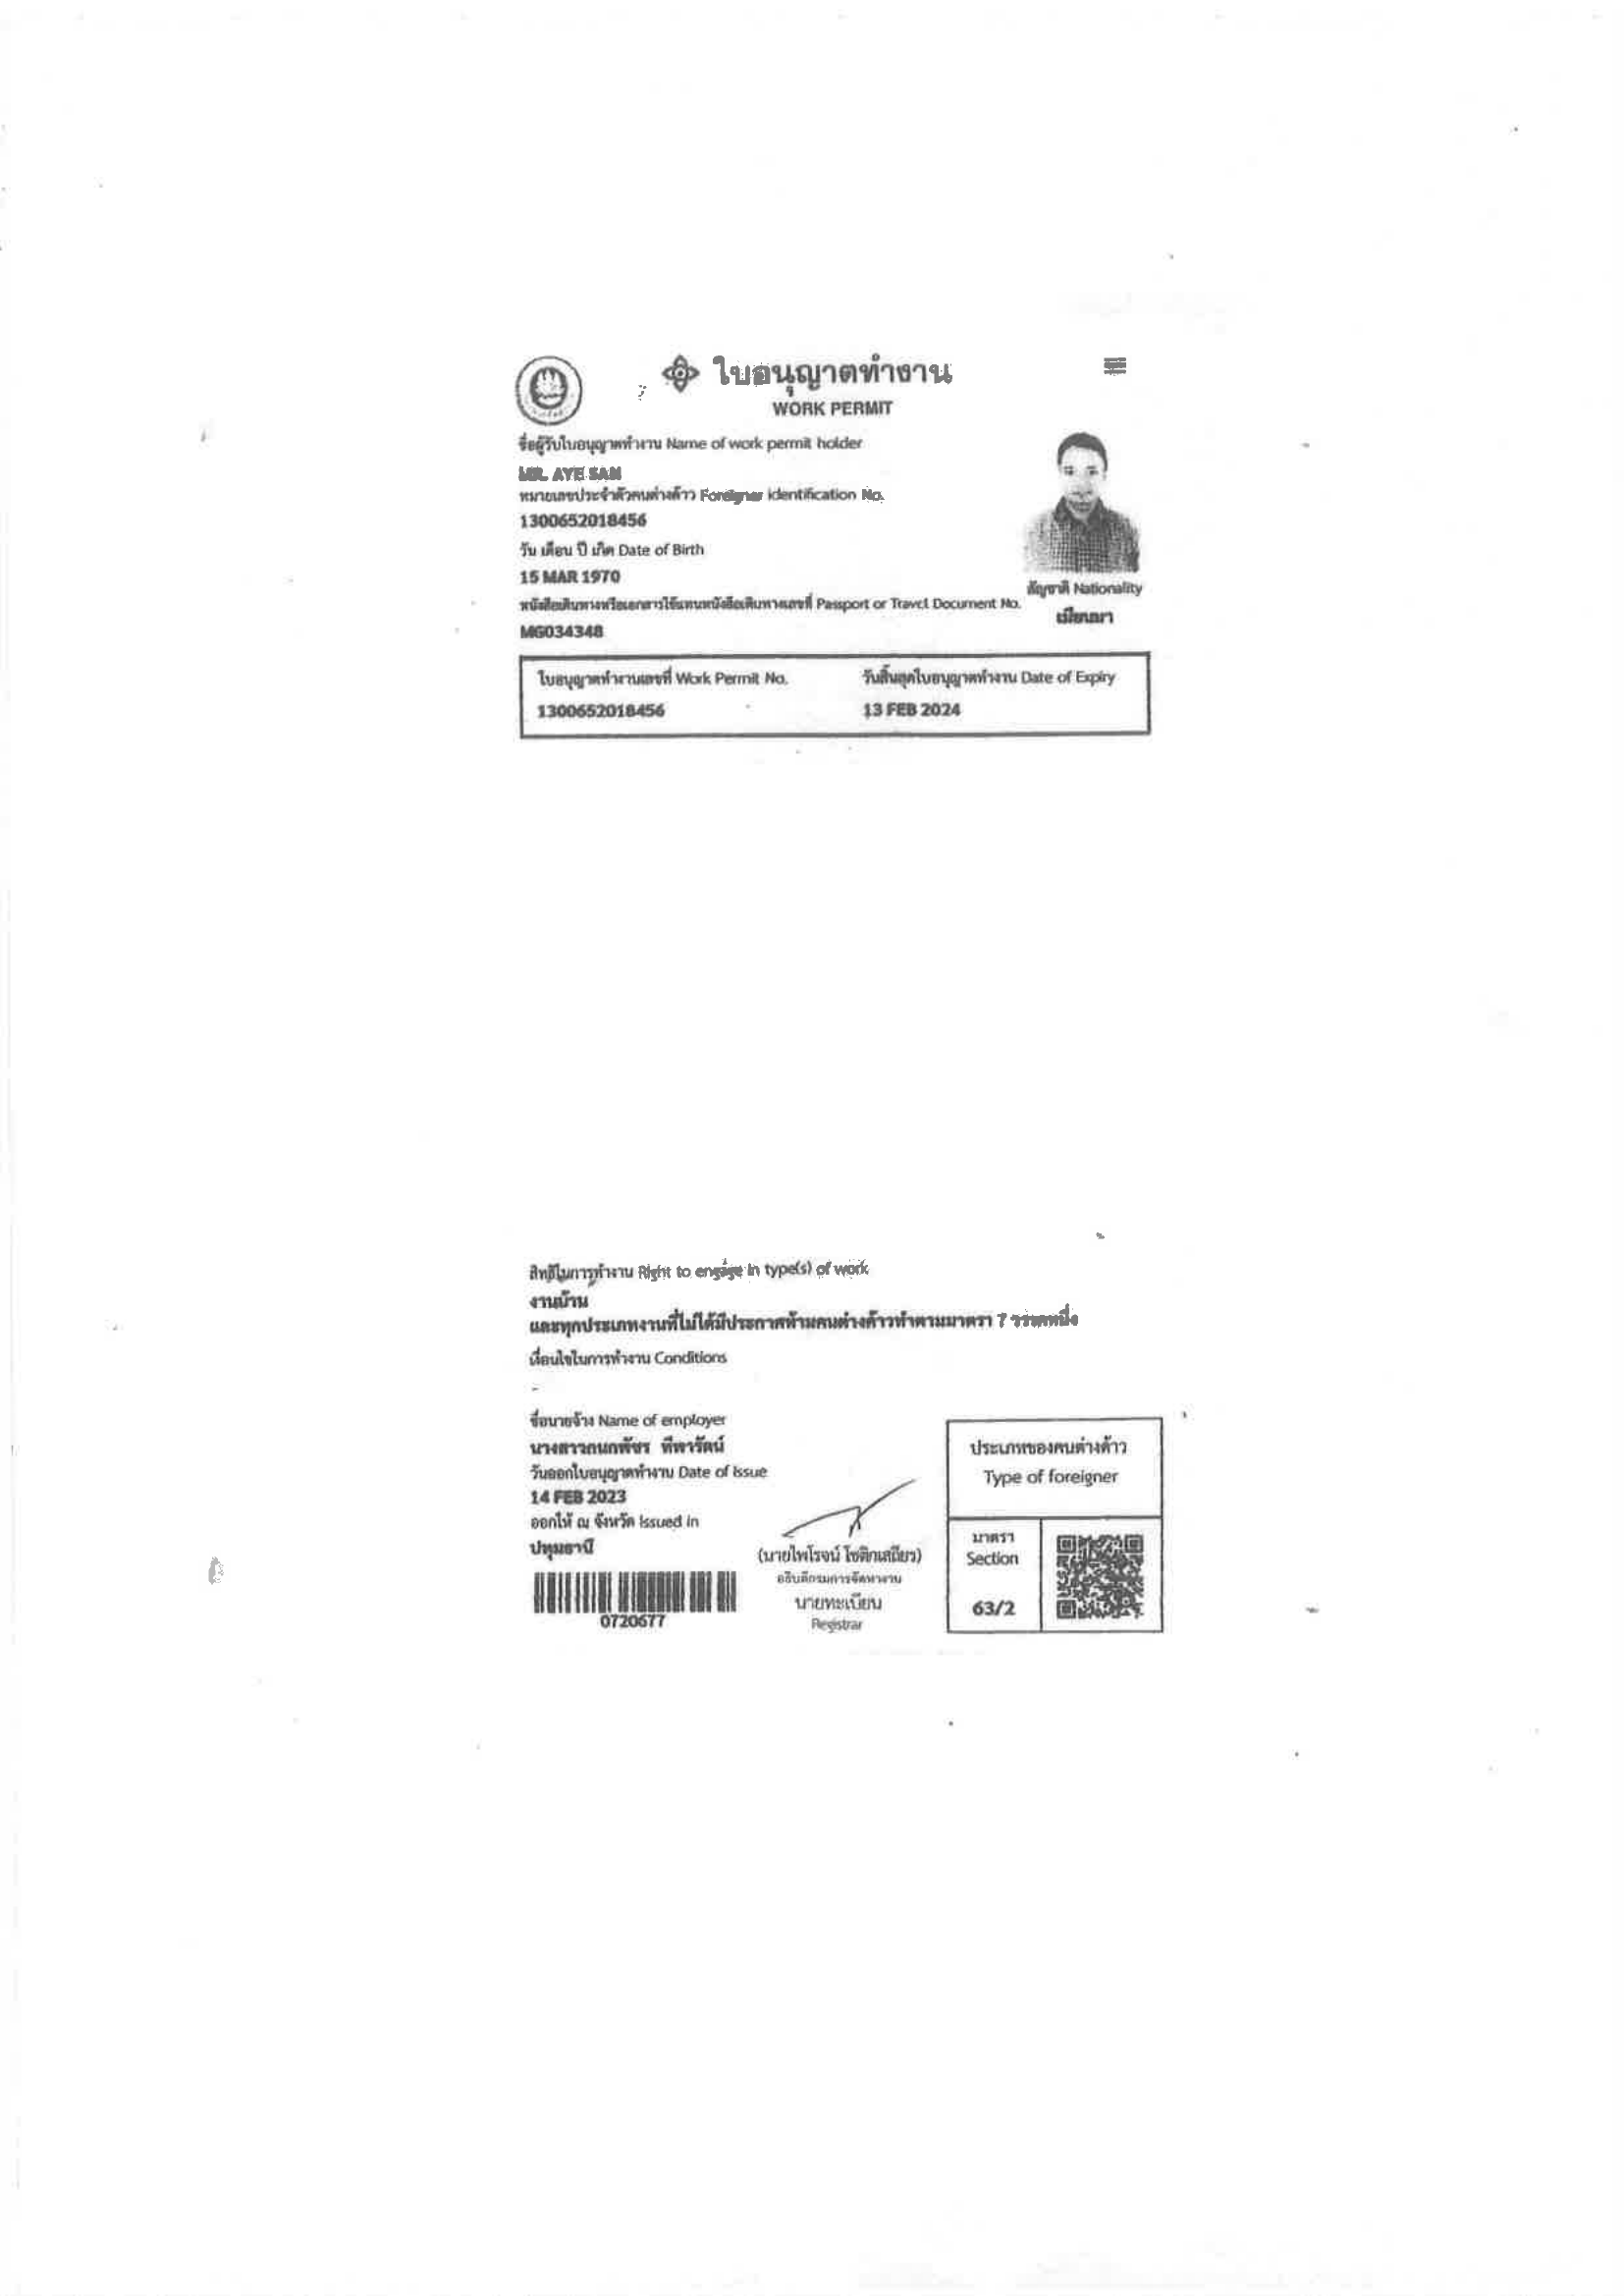 ใบอนุญาตทำงาน
WORK PERMIT
ชื่อผู้รับใบอนุญาตทำงาน Name of work permit holder
MR. AYE SAN
หมายเลขประจำตัวคนต่างด้าว Foreigner identification No.
1300652018456
วัน เดือน ปี เกิด Date of Birth
15 MAR 1970
สัญชาติ Nationality
หนังสือเดินทางหรือเอกสารใช้แทนหนังสือเดินทางเลขที่ Passport or Travel Document No.
เมียนมา
MG034348
ใบอนุญาตทำงานเลขที่ Work Permit No.
วันสิ้นสุดใบอนุญาตทำงาน Date of Expiry
1300652018456
13 FEB 2024
สิทธิในการทำงาน Right to engage in type(s) of work
งานบ้าน
และทุกประเภทงานที่ไม่ได้มีประกาศห้ามคนต่างด้าวทำตามมาตรา 7 วรรคหนึ่ง
เงื่อนไขในการทำงาน Conditions
-
ชื่อนายจ้าง Name of employer
นางสาวกนกพัชร ทีพารัตน์
วันออกใบอนุญาตทำงาน Date of Issue
14 FEB 2023
ออกให้ ณ จังหวัด Issued in
ปทุมธานี
0720677
(นายไพโรจน์ โชติกเสถียร)
อธิบดีกรมการจัดหางาน
นายทะเบียน
Registrar
ประเภทของคนต่างด้าว
Type of foreigner
มาตรา
Section
63/2